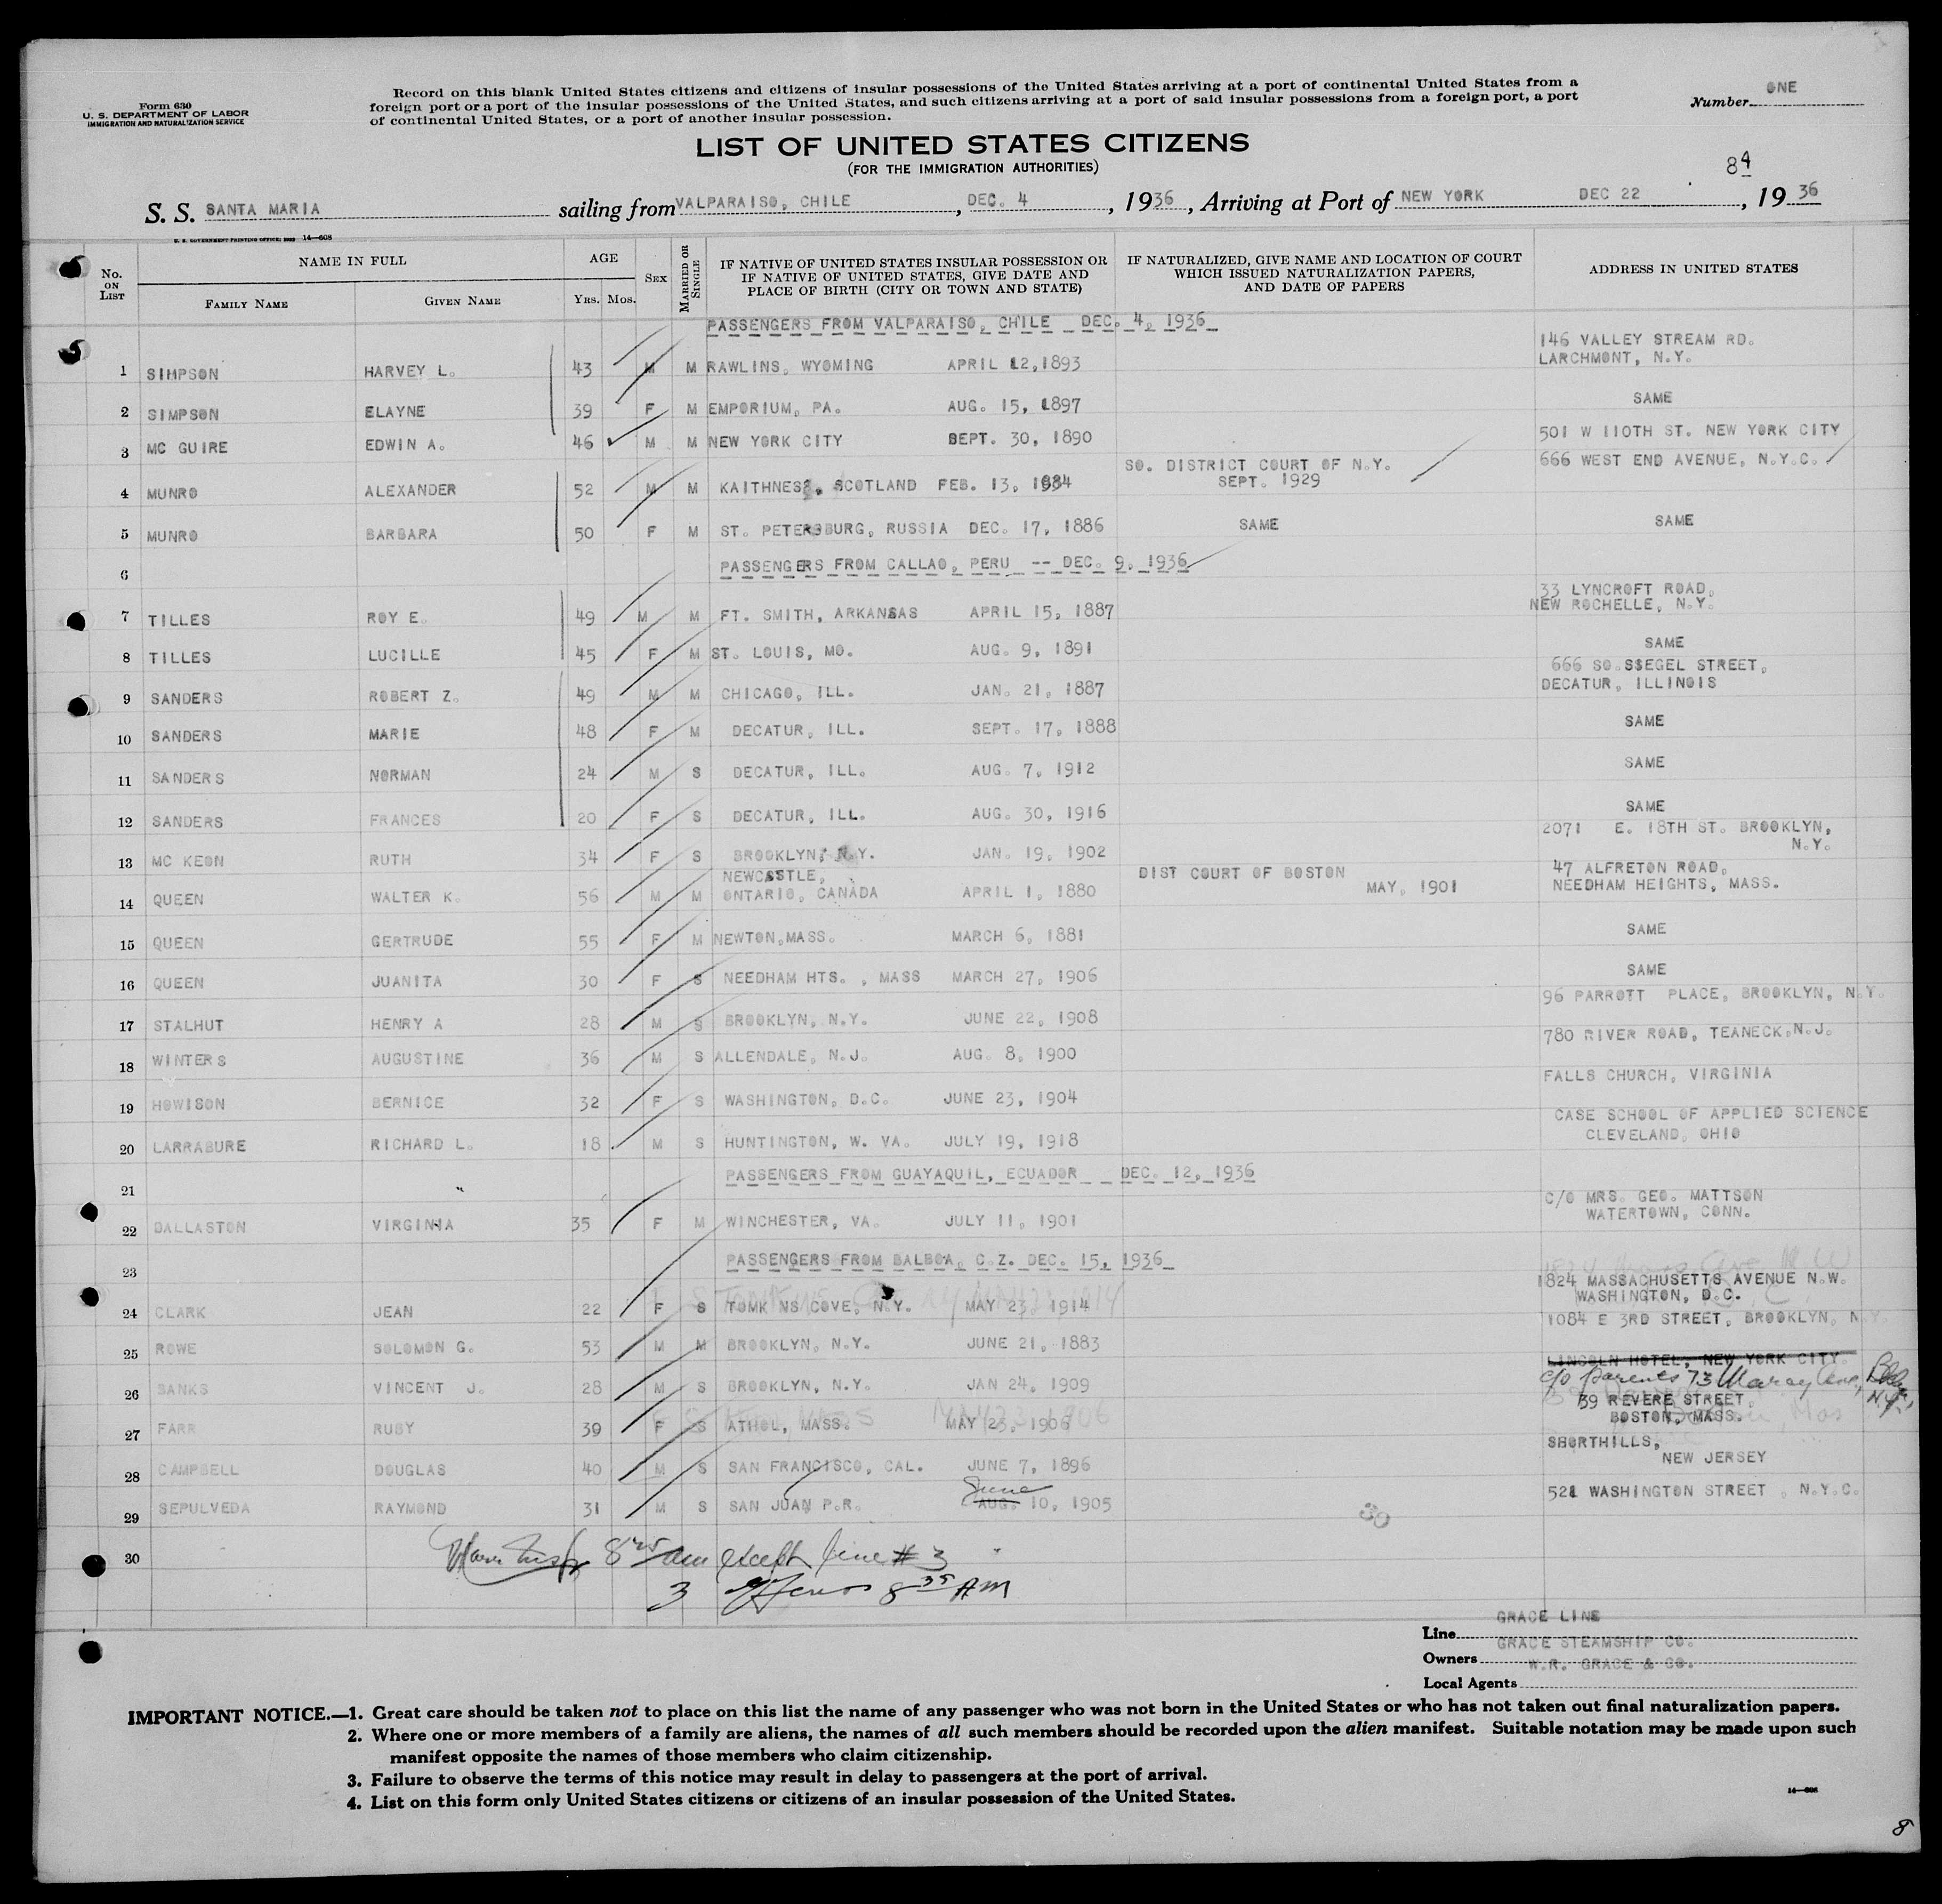 Form 630
U. S. DEPARTMENT OF LABOR
IMMIGRATION AND NATURALIZATION SERVICE
Record on this blank United States citizens and citizens of insular possessions of the United States arriving at a port of continental United States from a
foreign port or a port of the insular possessions of the United States, and such citizens arriving at a port of said insular possessions from a foreign port, a port
of continental United States, or a port of another insular possession.
Number ONE
LIST OF UNITED STATES CITIZENS
(FOR THE IMMIGRATION AUTHORITIES)
84
S. S. SANTA MARIA sailing from VALPARAISO, CHILE, DEC. 4, 1936, Arriving at Port of NEW YORK DEC 22, 1936
U. S. GOVERNMENT PRINTING OFFICE: 14—608
No. ON LIST NAME IN FULL FAMILY NAME GIVEN NAME AGE YRS. MOS. SEX MARRIED OR SINGLE IF NATIVE OF UNITED STATES INSULAR POSSESSION OR IF NATIVE OF UNITED STATES, GIVE DATE AND PLACE OF BIRTH (CITY OR TOWN AND STATE) IF NATURALIZED, GIVE NAME AND LOCATION OF COURT WHICH ISSUED NATURALIZATION PAPERS, AND DATE OF PAPERS ADDRESS IN UNITED STATES
PASSENGERS FROM VALPARAISO, CHILE DEC. 4, 1936
1 SIMPSON HARVEY L. 43 M M RAWLINS, WYOMING APRIL 12, 1893 146 VALLEY STREAM RD. LARCHMONT, N.Y.
2 SIMPSON ELAYNE 39 F M EMPORIUM, PA. AUG. 15, 1897 SAME
3 MC GUIRE EDWIN A. 46 M M NEW YORK CITY SEPT. 30, 1890 501 W 110TH ST. NEW YORK CITY
4 MUNRO ALEXANDER 52 M M KAITHNESS, SCOTLAND FEB. 13, 1884 SO. DISTRICT COURT OF N.Y. SEPT. 1929 666 WEST END AVENUE, N.Y.C.
5 MUNRO BARBARA 50 F M ST. PETERSBURG, RUSSIA DEC. 17, 1886 SAME SAME
6 PASSENGERS FROM CALLAO, PERU -- DEC. 9, 1936
7 TILLES ROY E. 49 M M FT. SMITH, ARKANSAS APRIL 15, 1887 33 LYNCROFT ROAD, NEW ROCHELLE, N.Y.
8 TILLES LUCILLE 45 F M ST. LOUIS, MO. AUG. 9, 1891 SAME
9 SANDERS ROBERT Z. 49 M M CHICAGO, ILL. JAN. 21, 1887 666 SO. SSEGEL STREET, DECATUR, ILLINOIS
10 SANDERS MARIE 48 F M DECATUR, ILL. SEPT. 17, 1888 SAME
11 SANDERS NORMAN 24 M S DECATUR, ILL. AUG. 7, 1912 SAME
12 SANDERS FRANCES 20 F S DECATUR, ILL. AUG. 30, 1916 SAME
13 MC KEON RUTH 34 F S BROOKLYN, N.Y. JAN. 19, 1902 2071 E. 18TH ST. BROOKLYN, N.Y.
14 QUEEN WALTER K. 56 M M NEWCASTLE, ONTARIO, CANADA APRIL 1, 1880 DIST COURT OF BOSTON MAY, 1901 47 ALFRETON ROAD, NEEDHAM HEIGHTS, MASS.
15 QUEEN GERTRUDE 55 F M NEWTON, MASS. MARCH 6, 1881 SAME
16 QUEEN JUANITA 30 F S NEEDHAM HTS. , MASS MARCH 27, 1906 SAME
17 STALHUT HENRY A 28 M S BROOKLYN, N.Y. JUNE 22, 1908 96 PARROTT PLACE, BROOKLYN, N.Y.
18 WINTERS AUGUSTINE 36 M S ALLENDALE, N.J. AUG. 8, 1900 780 RIVER ROAD, TEANECK, N.J.
19 HOWISON BERNICE 32 F S WASHINGTON, D.C. JUNE 23, 1904 FALLS CHURCH, VIRGINIA
20 LARRABURE RICHARD L. 18 M S HUNTINGTON, W. VA. JULY 19, 1918 CASE SCHOOL OF APPLIED SCIENCE CLEVELAND, OHIO
21 PASSENGERS FROM GUAYAQUIL, ECUADOR DEC. 12, 1936
22 BALLASTON VIRGINIA 35 F M WINCHESTER, VA. JULY 11, 1901 C/O MRS. GEO. MATTSON WATERTOWN, CONN.
23 PASSENGERS FROM BALBOA, C.Z. DEC. 15, 1936
24 CLARK JEAN 22 F S TOMK NS COVE, N.Y. MAY 23, 1914 1824 MASSACHUSETTS AVENUE N.W. WASHINGTON, D.C.
25 ROWE SOLOMON G. 53 M M BROOKLYN, N.Y. JUNE 21, 1883 1084 E 3RD STREET, BROOKLYN, N.Y.
26 BANKS VINCENT J. 28 M S BROOKLYN, N.Y. JAN 24, 1909 LINCOLN HOTEL, NEW YORK CITY. c/o parents 73 Ave, Bklyn, N.Y.
27 FARR RUBY 39 F S ATHOL, MASS. MAY 23, 1906 39 REVERE STREET. BOSTON, MASS.
28 CAMPBELL DOUGLAS 40 M S SAN FRANCISCO, CAL. JUNE 7, 1896 SHORTHILLS, NEW JERSEY
29 SEPULVEDA RAYMOND 31 M S SAN JUAN P.R. AUG. June 10, 1905 521 WASHINGTON STREET , N.Y.C.
30
30
8 25 am except line # 3
3 8 35 AM
Line GRACE LINE
Owners GRACE STEAMSHIP CO.
Local Agents W.R. GRACE & CO.
IMPORTANT NOTICE.—1. Great care should be taken not to place on this list the name of any passenger who was not born in the United States or who has not taken out final naturalization papers.
2. Where one or more members of a family are aliens, the names of all such members should be recorded upon the alien manifest. Suitable notation may be made upon such
manifest opposite the names of those members who claim citizenship.
3. Failure to observe the terms of this notice may result in delay to passengers at the port of arrival.
4. List on this form only United States citizens or citizens of an insular possession of the United States.
14—608
8